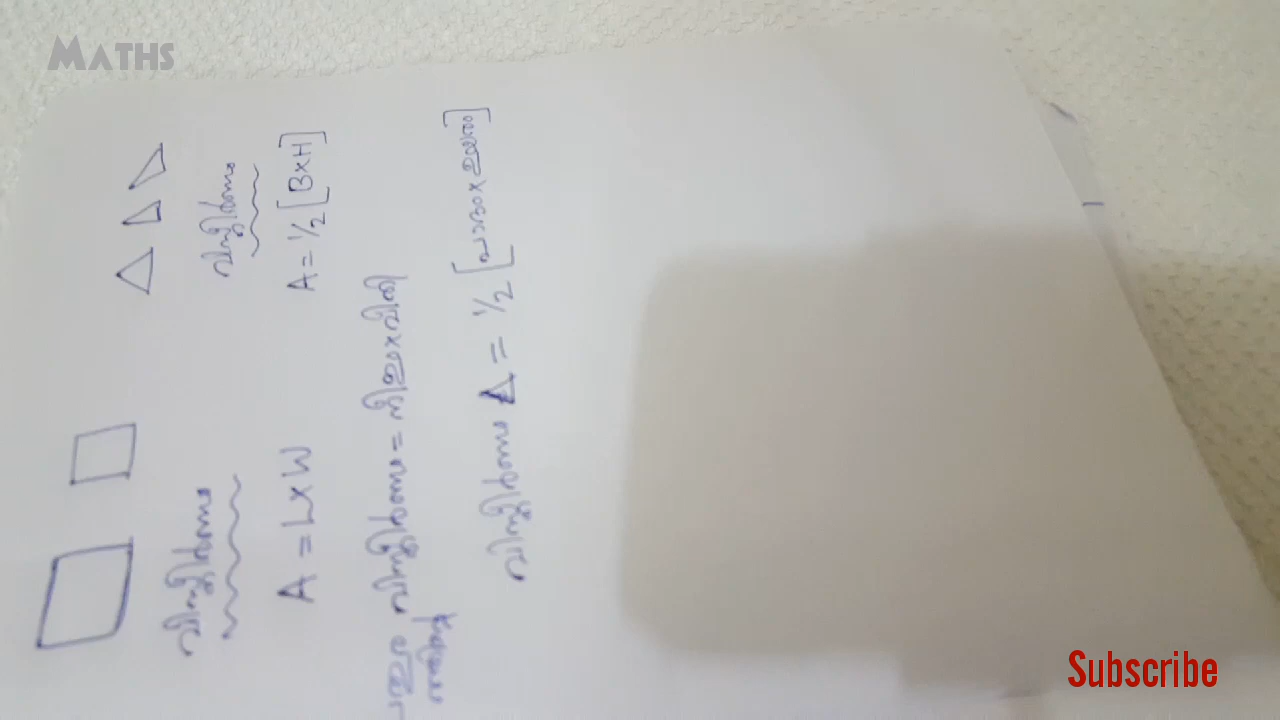 MATHS
വിസ്തീർണം
വിസ്തീർണം
A = L x W
A = 1/2 [B x H]
വിസ്തീർണം = നീളം x വീതി
വിസ്തീർണം Δ = 1/2 [പാദം x ഉയരം]
Subscribe